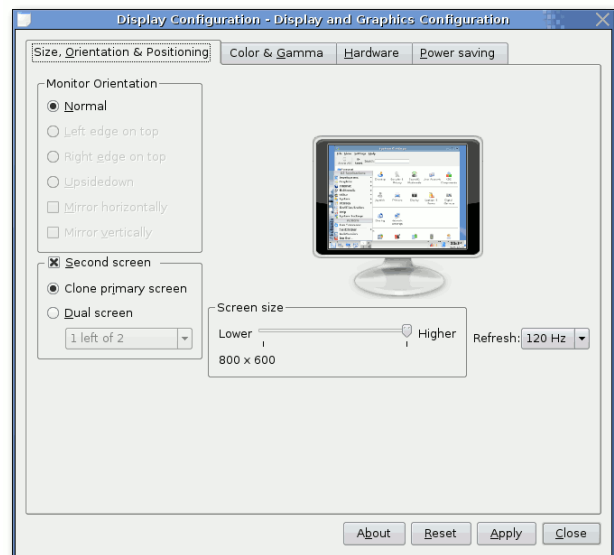 Display Configuration - Display and Graphics Configuration
Size, Orientation & Positioning
Color & Gamma
Hardware
Power saving
Monitor Orientation
Normal
Left edge on top
Right edge on top
Upsidedown
Mirror horizontally
Mirror vertically
Second screen
Clone primary screen
Dual screen
1 left of 2
Screen size
Lower
Higher
800 x 600
Refresh:
120 Hz
About
Reset
Apply
Close